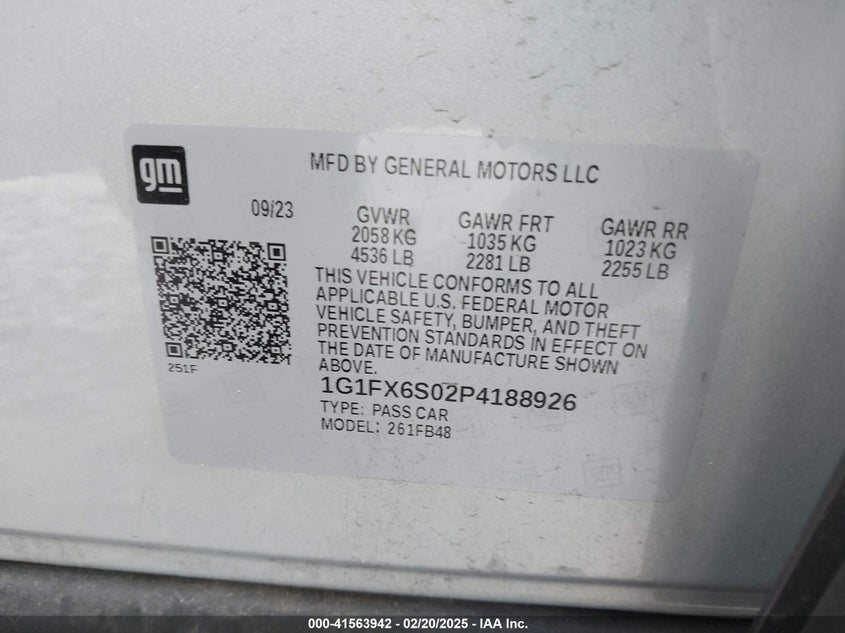 gm
MFD BY GENERAL MOTORS LLC
09/23
GVWR GAWR FRT GAWR RR
2058 KG 1035 KG 1023 KG
4536 LB 2281 LB 2255 LB
THIS VEHICLE CONFORMS TO ALL
APPLICABLE U.S. FEDERAL MOTOR
VEHICLE SAFETY, BUMPER, AND THEFT
PREVENTION STANDARDS IN EFFECT ON
THE DATE OF MANUFACTURE SHOWN
ABOVE.
251F
1G1FX6S02P4188926
TYPE: PASS CAR
MODEL: 261FB48
000-41563942 / 02/20/2025 - IAA Inc.